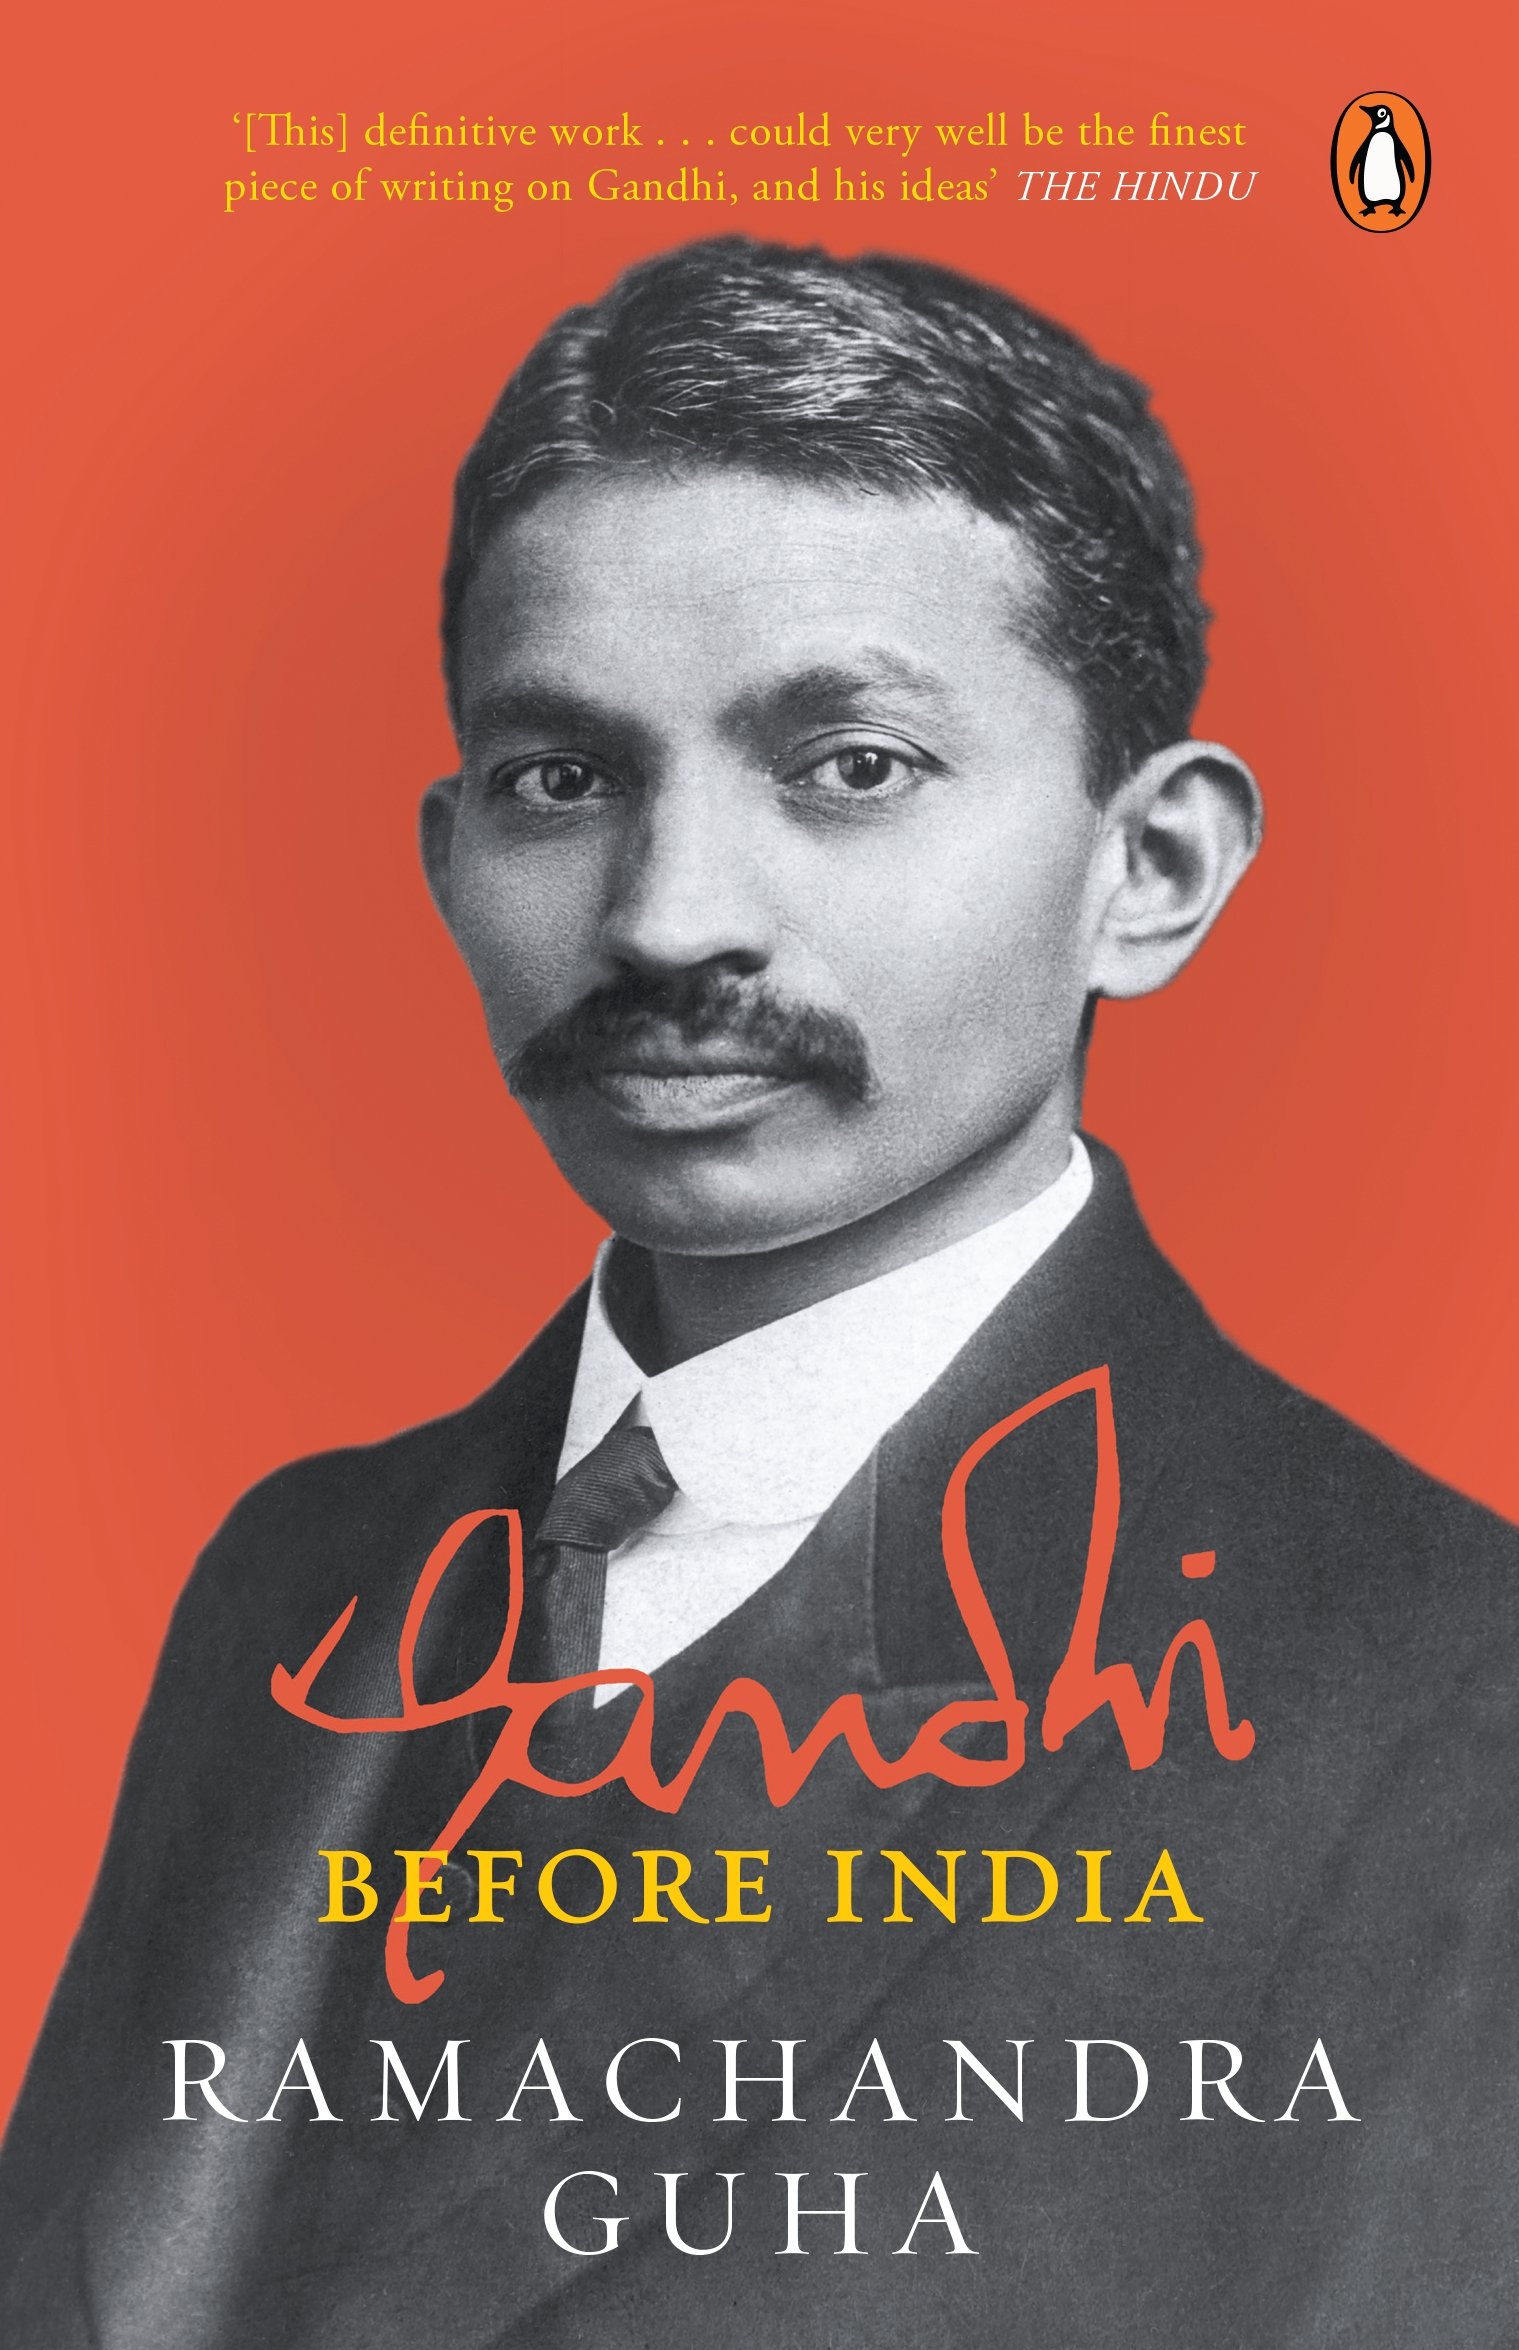 ‘[This] definitive work . . . could very well be the finest
piece of writing on Gandhi, and his ideas’ THE HINDU
Gandhi
BEFORE INDIA
RAMACHANDRA
GUHA